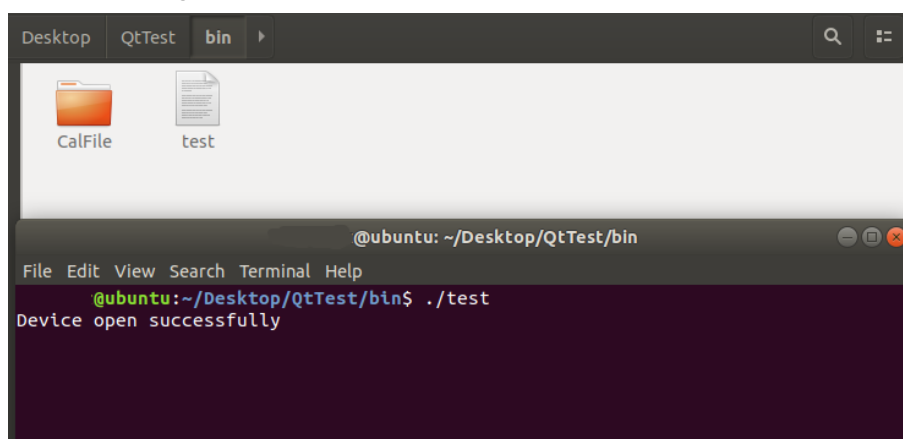 Desktop QtTest bin
CalFile test
@ubuntu: ~/Desktop/QtTest/bin
File Edit View Search Terminal Help
@ubuntu:~/Desktop/QtTest/bin$ ./test
Device open successfully